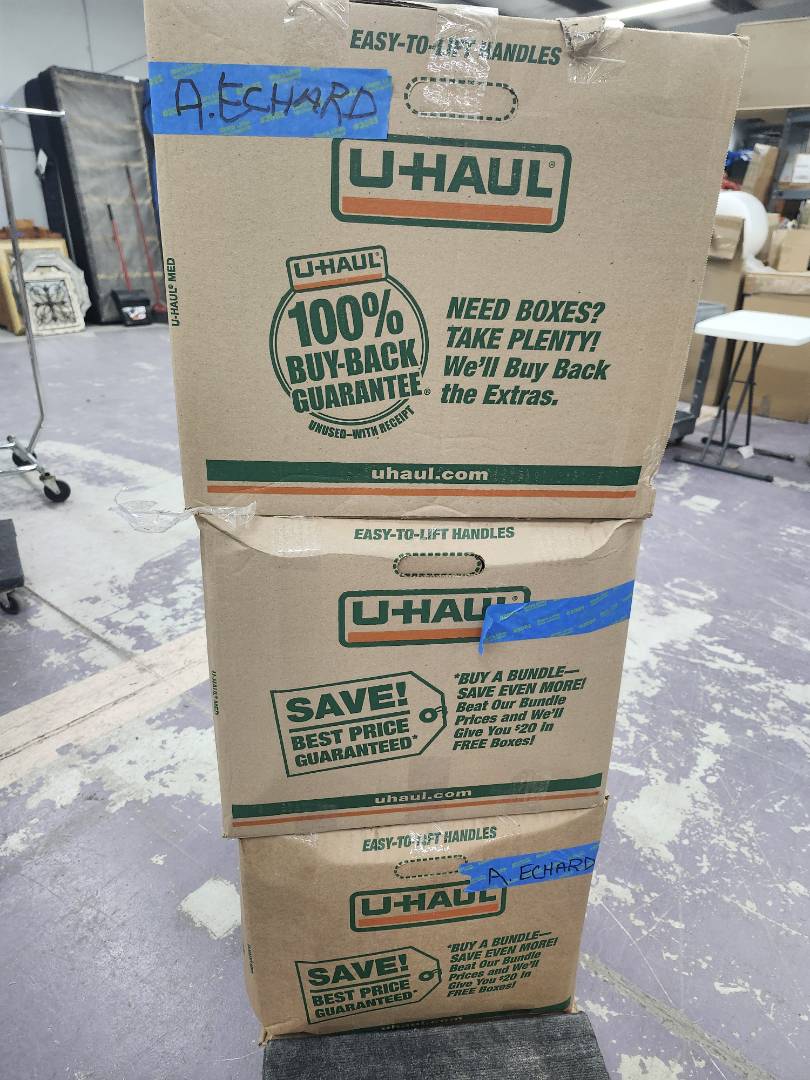 EASY-TO-LIFT HANDLES
A. ECHARD
U-HAUL®
U-HAUL® MED
U-HAUL
100%
BUY-BACK
GUARANTEE®
UNUSED–WITH RECEIPT
NEED BOXES?
TAKE PLENTY!
We'll Buy Back
the Extras.
uhaul.com
EASY-TO-LIFT HANDLES
U-HAUL®
SAVE!
BEST PRICE
GUARANTEED*
*BUY A BUNDLE—
SAVE EVEN MORE!
Beat Our Bundle
Prices and We'll
Give You $20 in
FREE Boxes!
U-HAUL® MED
uhaul.com
EASY-TO-LIFT HANDLES
A. ECHARD
U-HAUL
SAVE!
BEST PRICE
GUARANTEED*
*BUY A BUNDLE—
SAVE EVEN MORE!
Beat Our Bundle
Prices and We'll
Give You $20 in
FREE Boxes!
uhaul.com